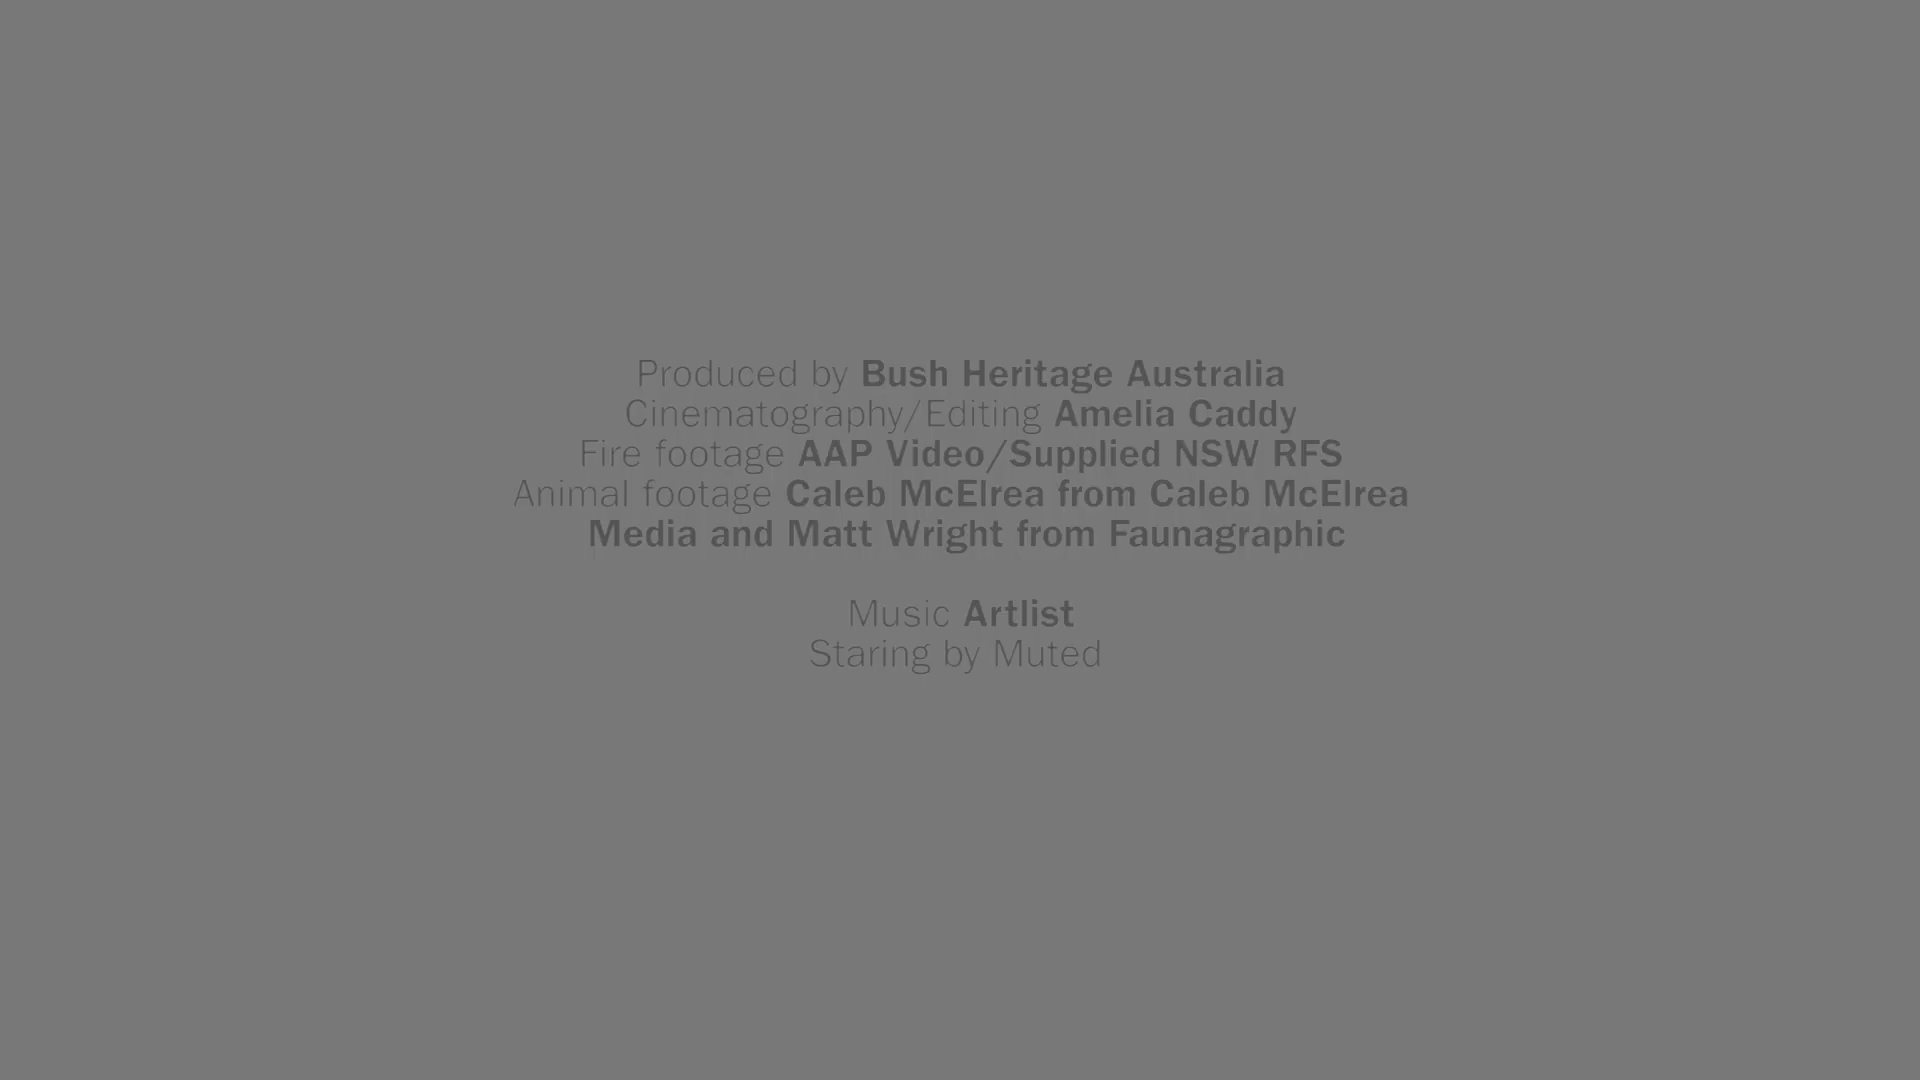 Produced by Bush Heritage Australia
Cinematography/Editing Amelia Caddy
Fire footage AAP Video/Supplied NSW RFS
Animal footage Caleb McElrea from Caleb McElrea
Media and Matt Wright from Faunagraphic
Music Artlist
Staring by Muted